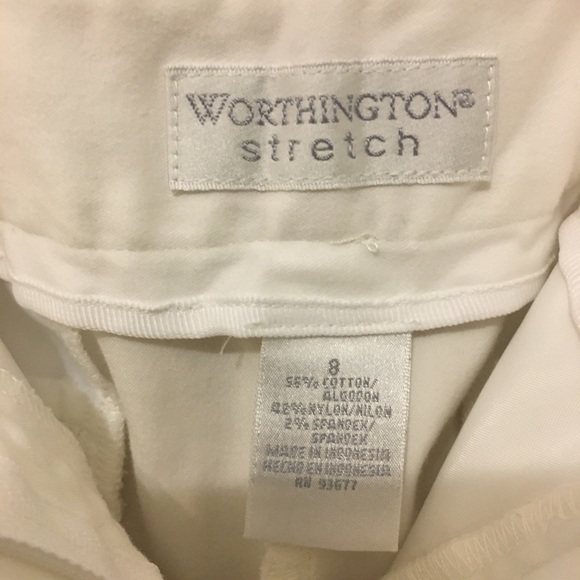 WORTHINGTON®
stretch
8
56% COTTON/
ALGODON
42% NYLON/NILON
2% SPANDEX/
SPANDEX
MADE IN INDONESIA
HECHO EN INDONESIA
RN 93677